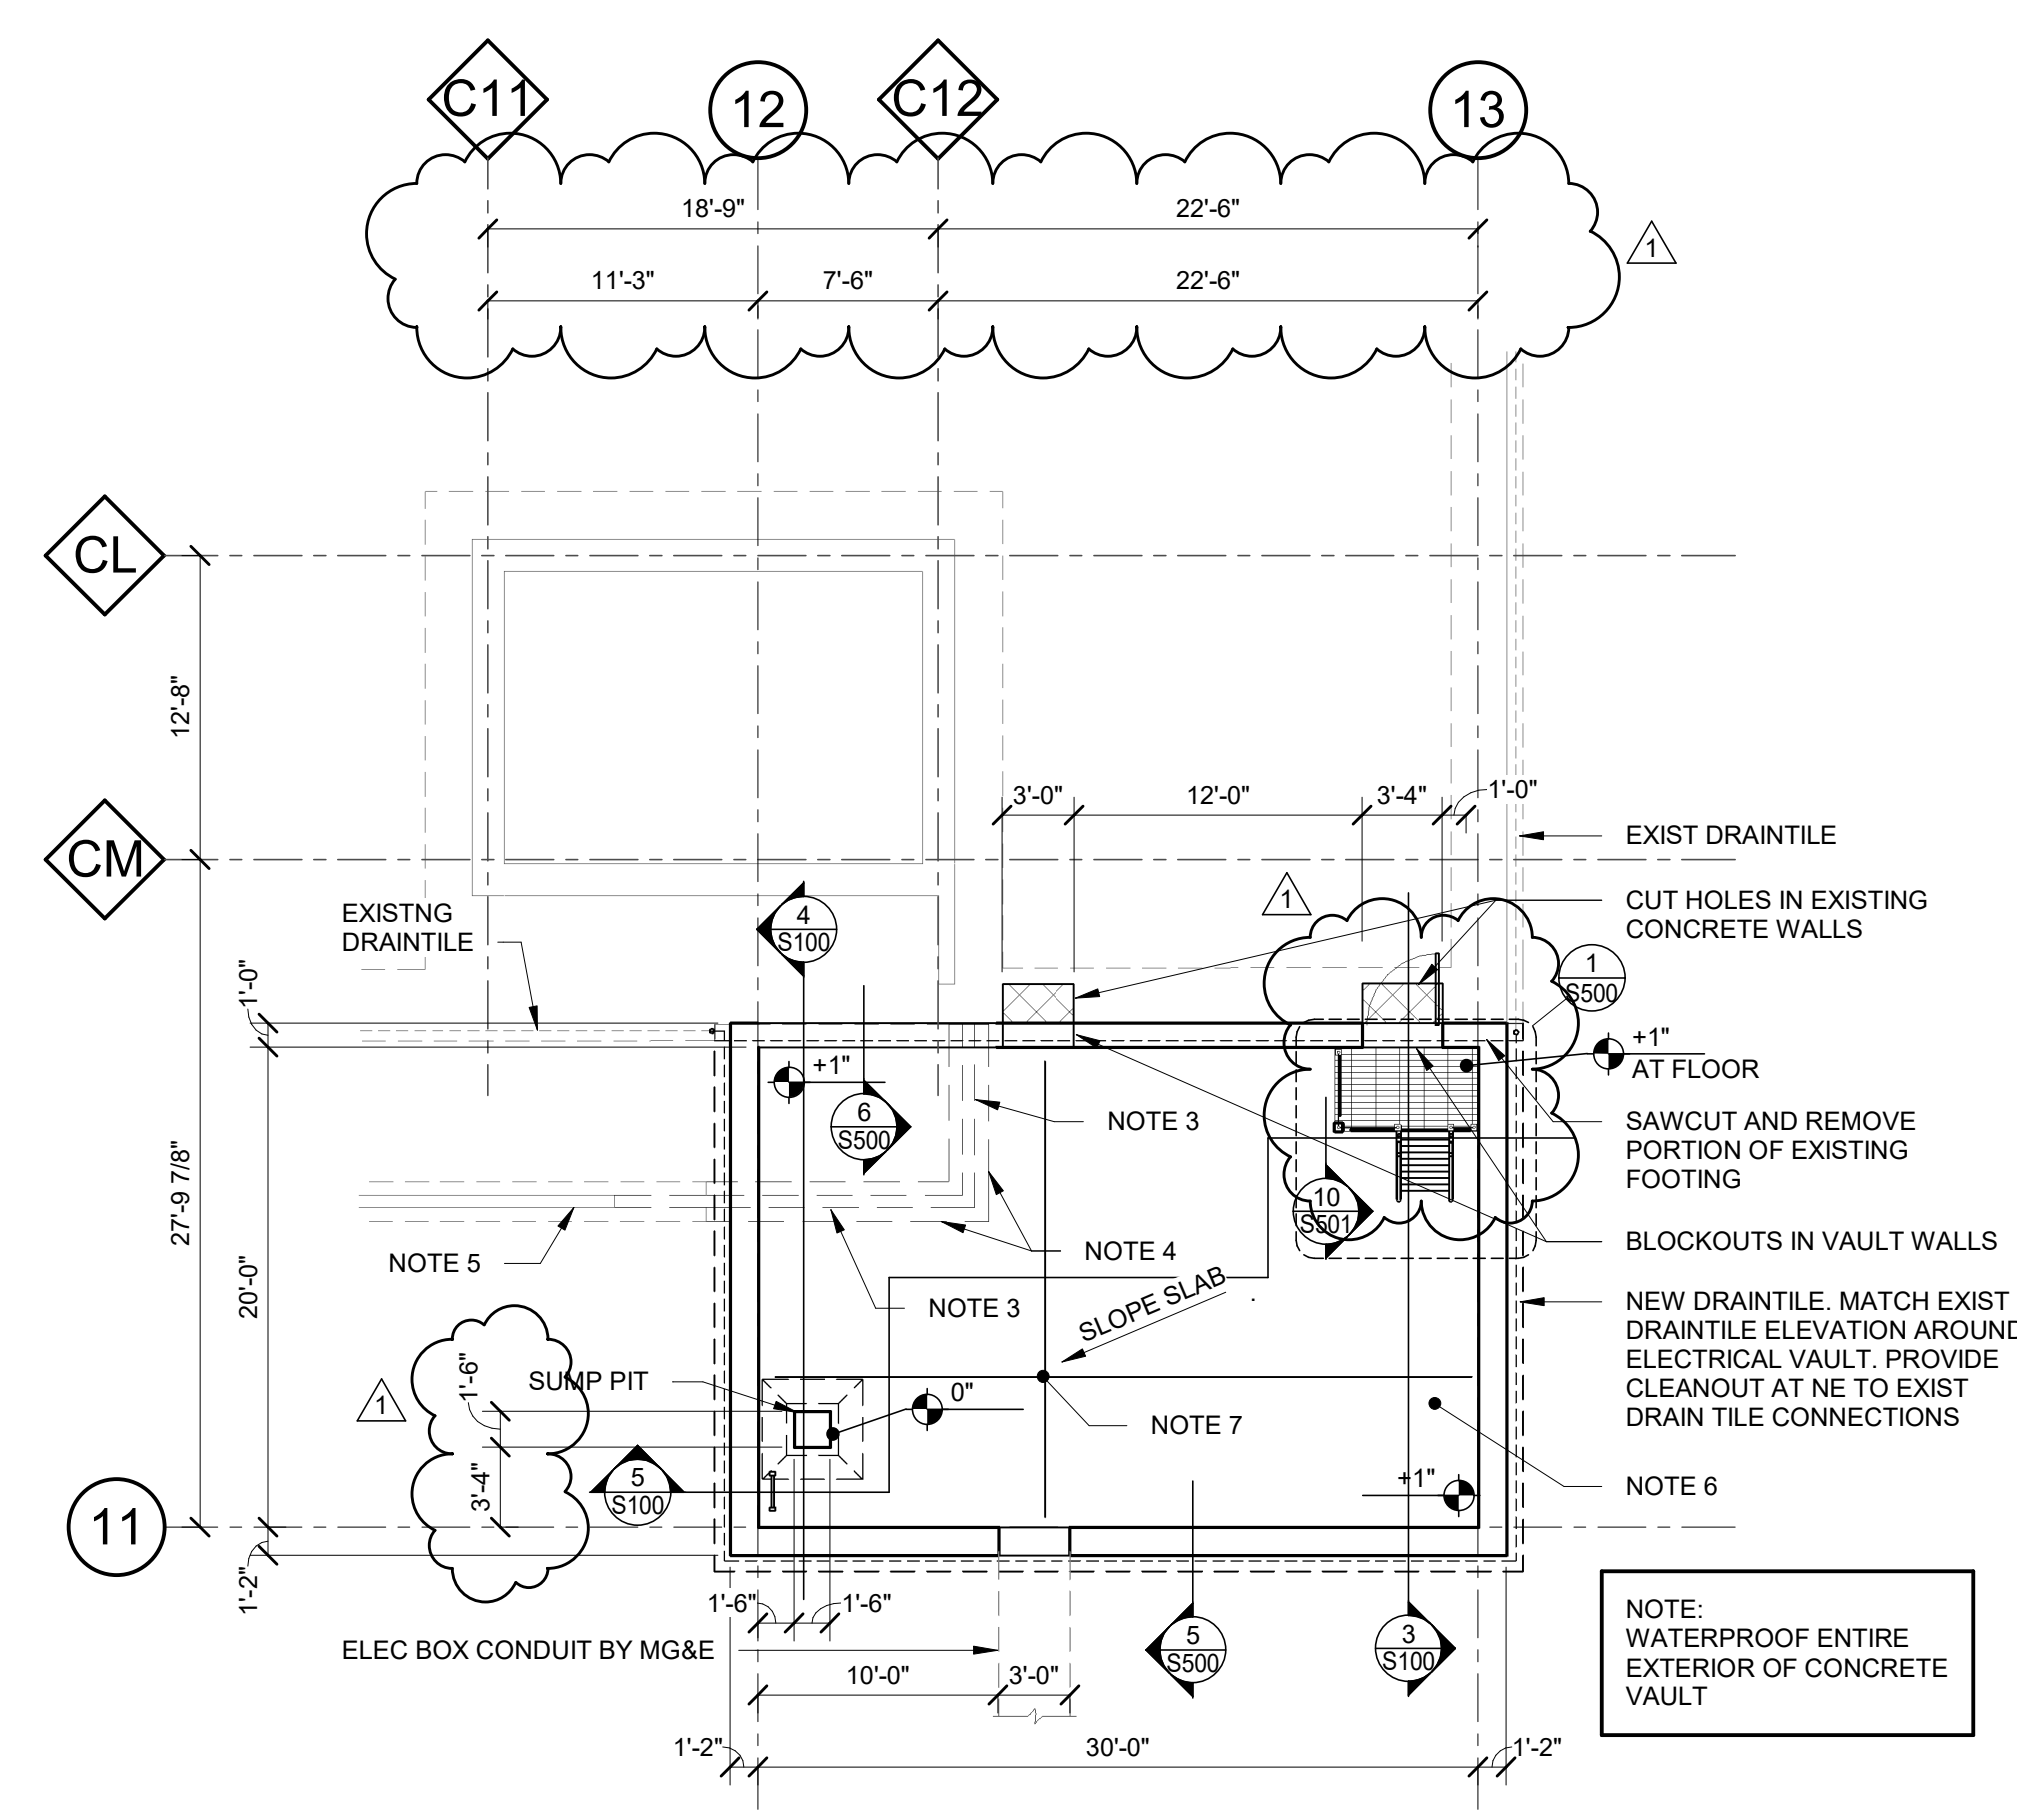 C11
12
C12
13
18'-9"
22'-6"
1
11'-3"
7'-6"
22'-6"
CL
12'-8"
CM
3'-0"
12'-0"
3'-4"
1'-0"
EXIST DRAINTILE
CUT HOLES IN EXISTING
CONCRETE WALLS
1
EXISTNG
DRAINTILE
4
S100
1
S500
1'-0"
+1"
AT FLOOR
+1"
6
S500
NOTE 3
SAWCUT AND REMOVE
PORTION OF EXISTING
FOOTING
27'-9 7/8"
10
S501
NOTE 5
NOTE 4
BLOCKOUTS IN VAULT WALLS
20'-0"
NOTE 3
SLOPE SLAB
NEW DRAINTILE. MATCH EXIST
DRAINTILE ELEVATION AROUND
ELECTRICAL VAULT. PROVIDE
CLEANOUT AT NE TO EXIST
DRAIN TILE CONNECTIONS
1
1'-6"
SUMP PIT
0"
NOTE 7
3'-4"
5
S100
+1"
NOTE 6
11
1'-2"
1'-6"
1'-6"
ELEC BOX CONDUIT BY MG&E
5
S500
3
S100
10'-0"
3'-0"
NOTE:
WATERPROOF ENTIRE
EXTERIOR OF CONCRETE
VAULT
1'-2"
30'-0"
1'-2"